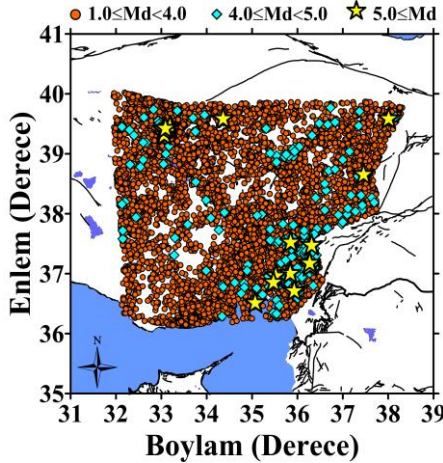 1.0≤Md<4.0 4.0≤Md<5.0 5.0≤Md
41
40
39
38
37
36
35
Enlem (Derece)
N
31 32 33 34 35 36 37 38 39
Boylam (Derece)